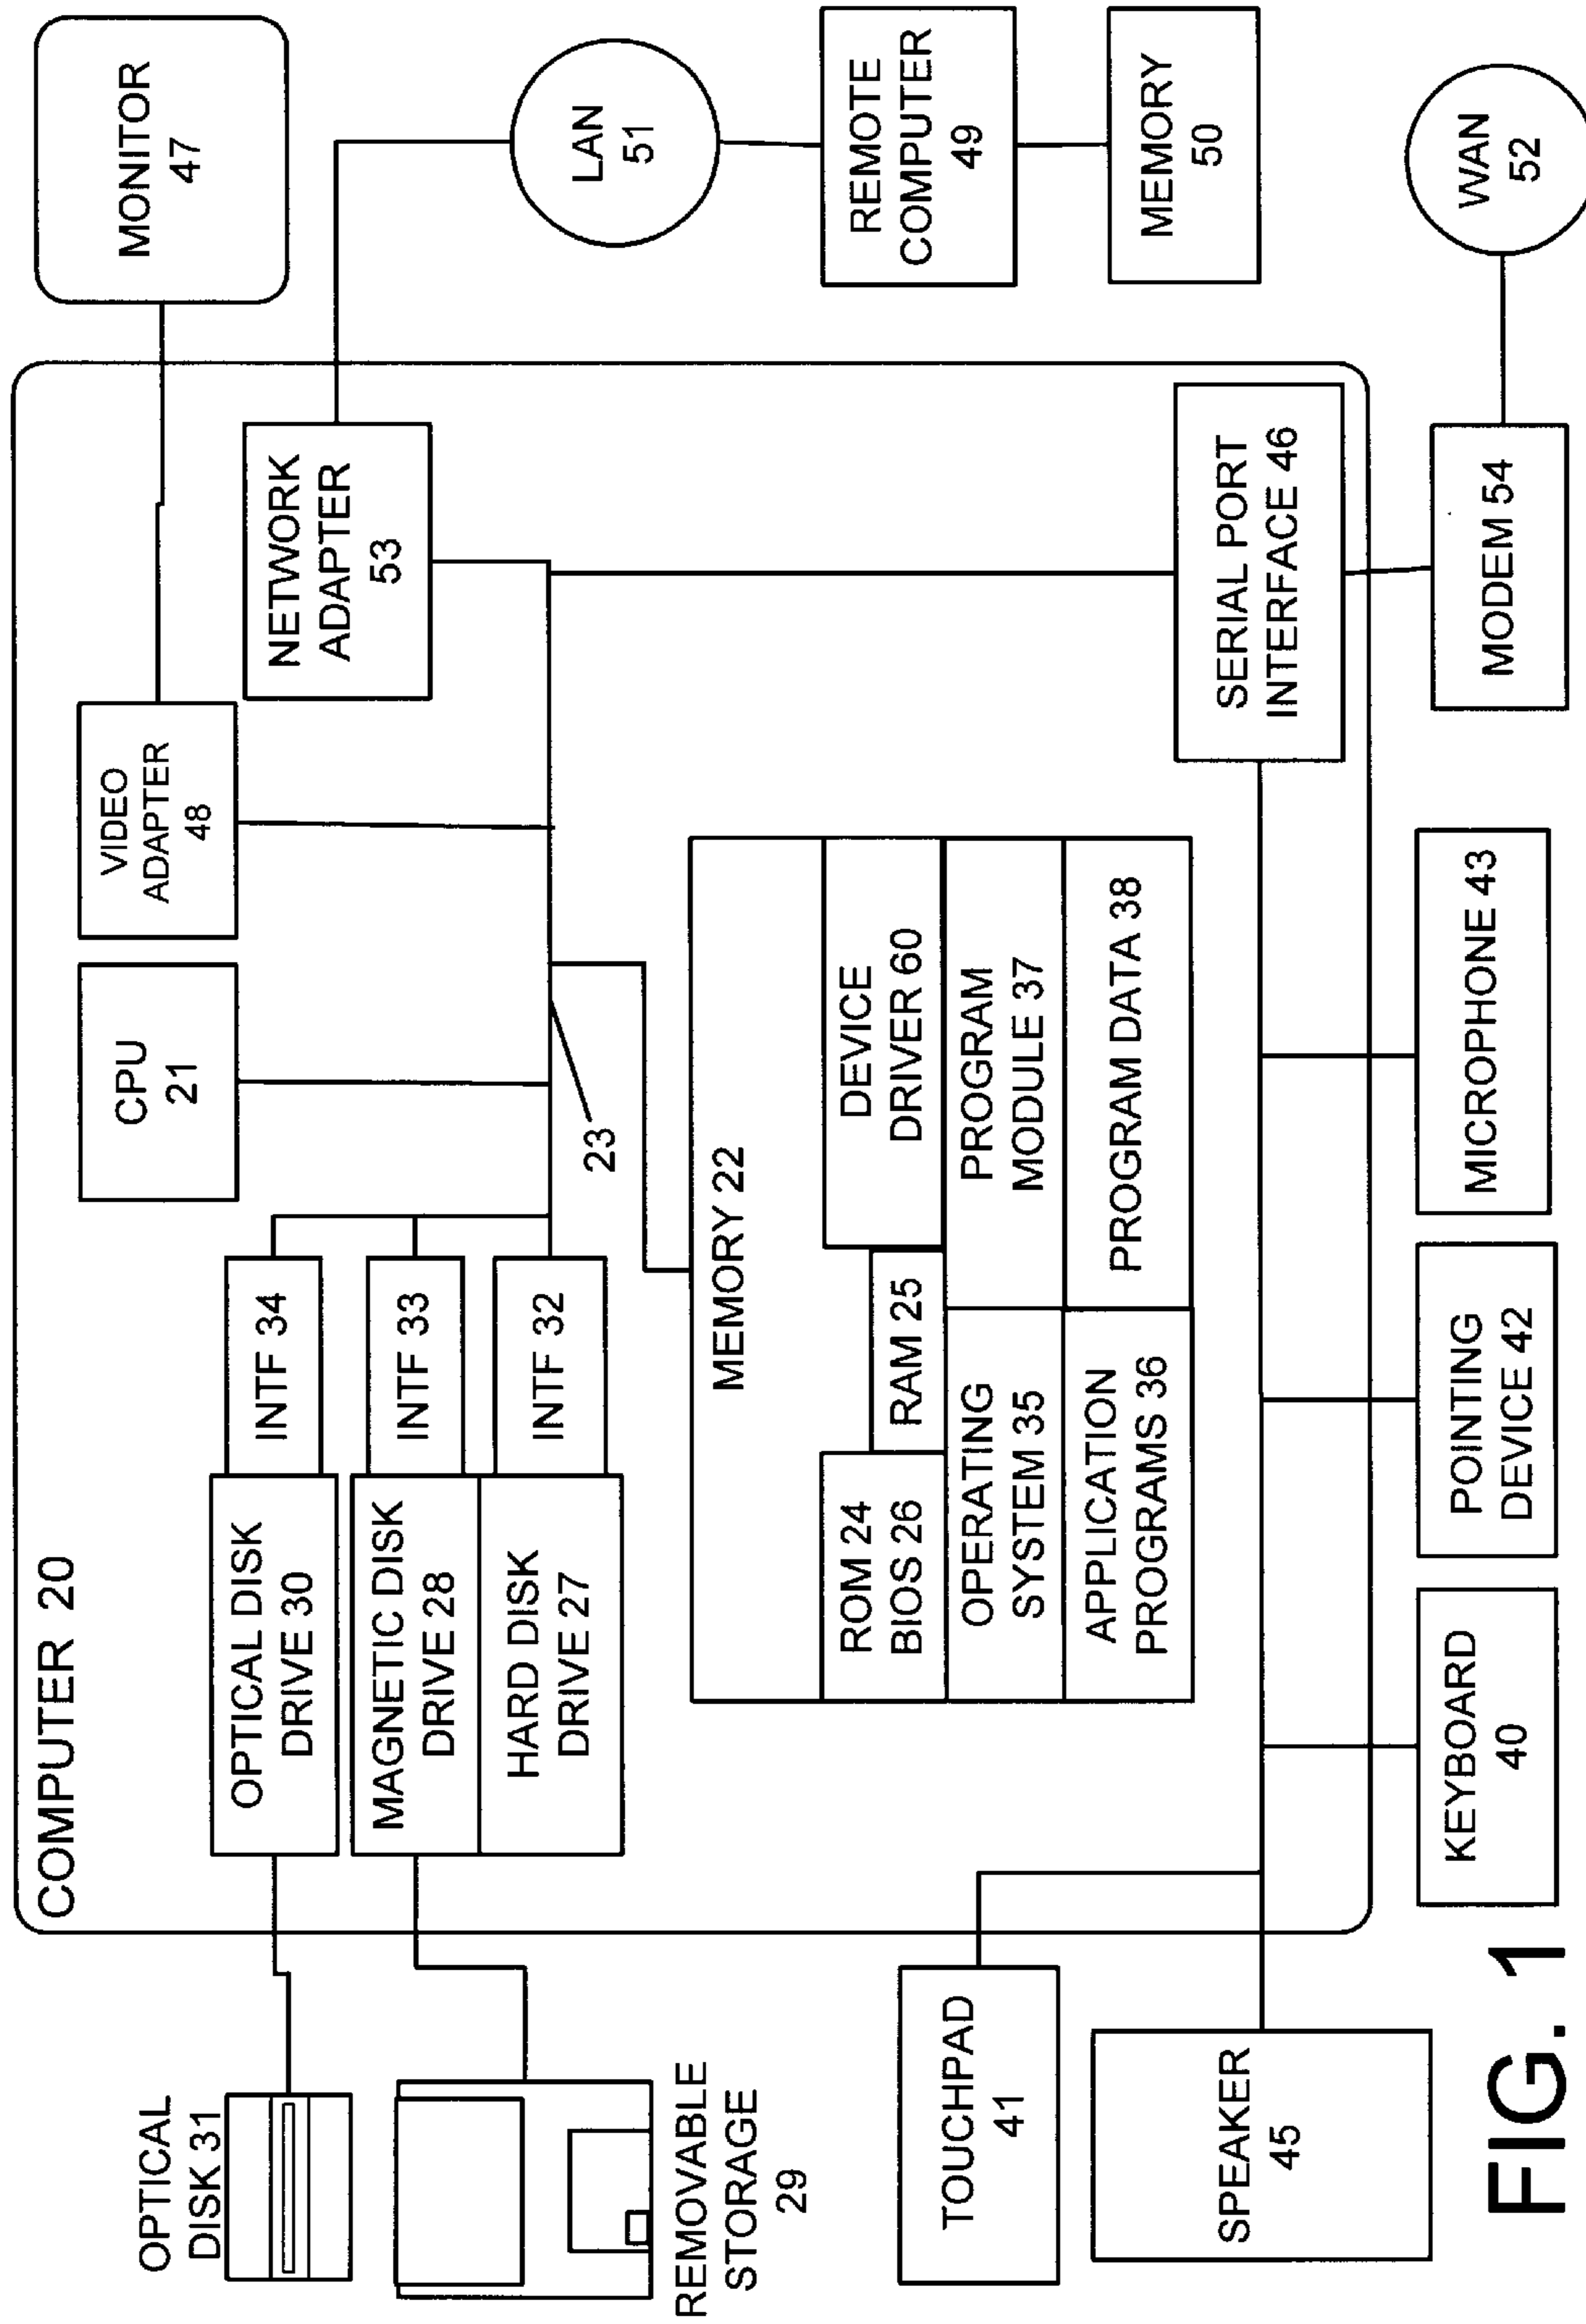 COMPUTER 20
OPTICAL
DISK 31
OPTICAL DISK
DRIVE 30
INTF 34
CPU
21
VIDEO
ADAPTER
48
MONITOR
47
REMOVABLE
STORAGE
29
MAGNETIC DISK
DRIVE 28
INTF 33
HARD DISK
DRIVE 27
INTF 32
23
NETWORK
ADAPTER
53
LAN
51
MEMORY 22
ROM 24
BIOS 26
RAM 25
DEVICE
DRIVER 60
OPERATING
SYSTEM 35
PROGRAM
MODULE 37
APPLICATION
PROGRAMS 36
PROGRAM DATA 38
REMOTE
COMPUTER
49
MEMORY
50
TOUCHPAD
41
SPEAKER
45
SERIAL PORT
INTERFACE 46
KEYBOARD
40
POINTING
DEVICE 42
MICROPHONE 43
MODEM 54
WAN
52
FIG. 1